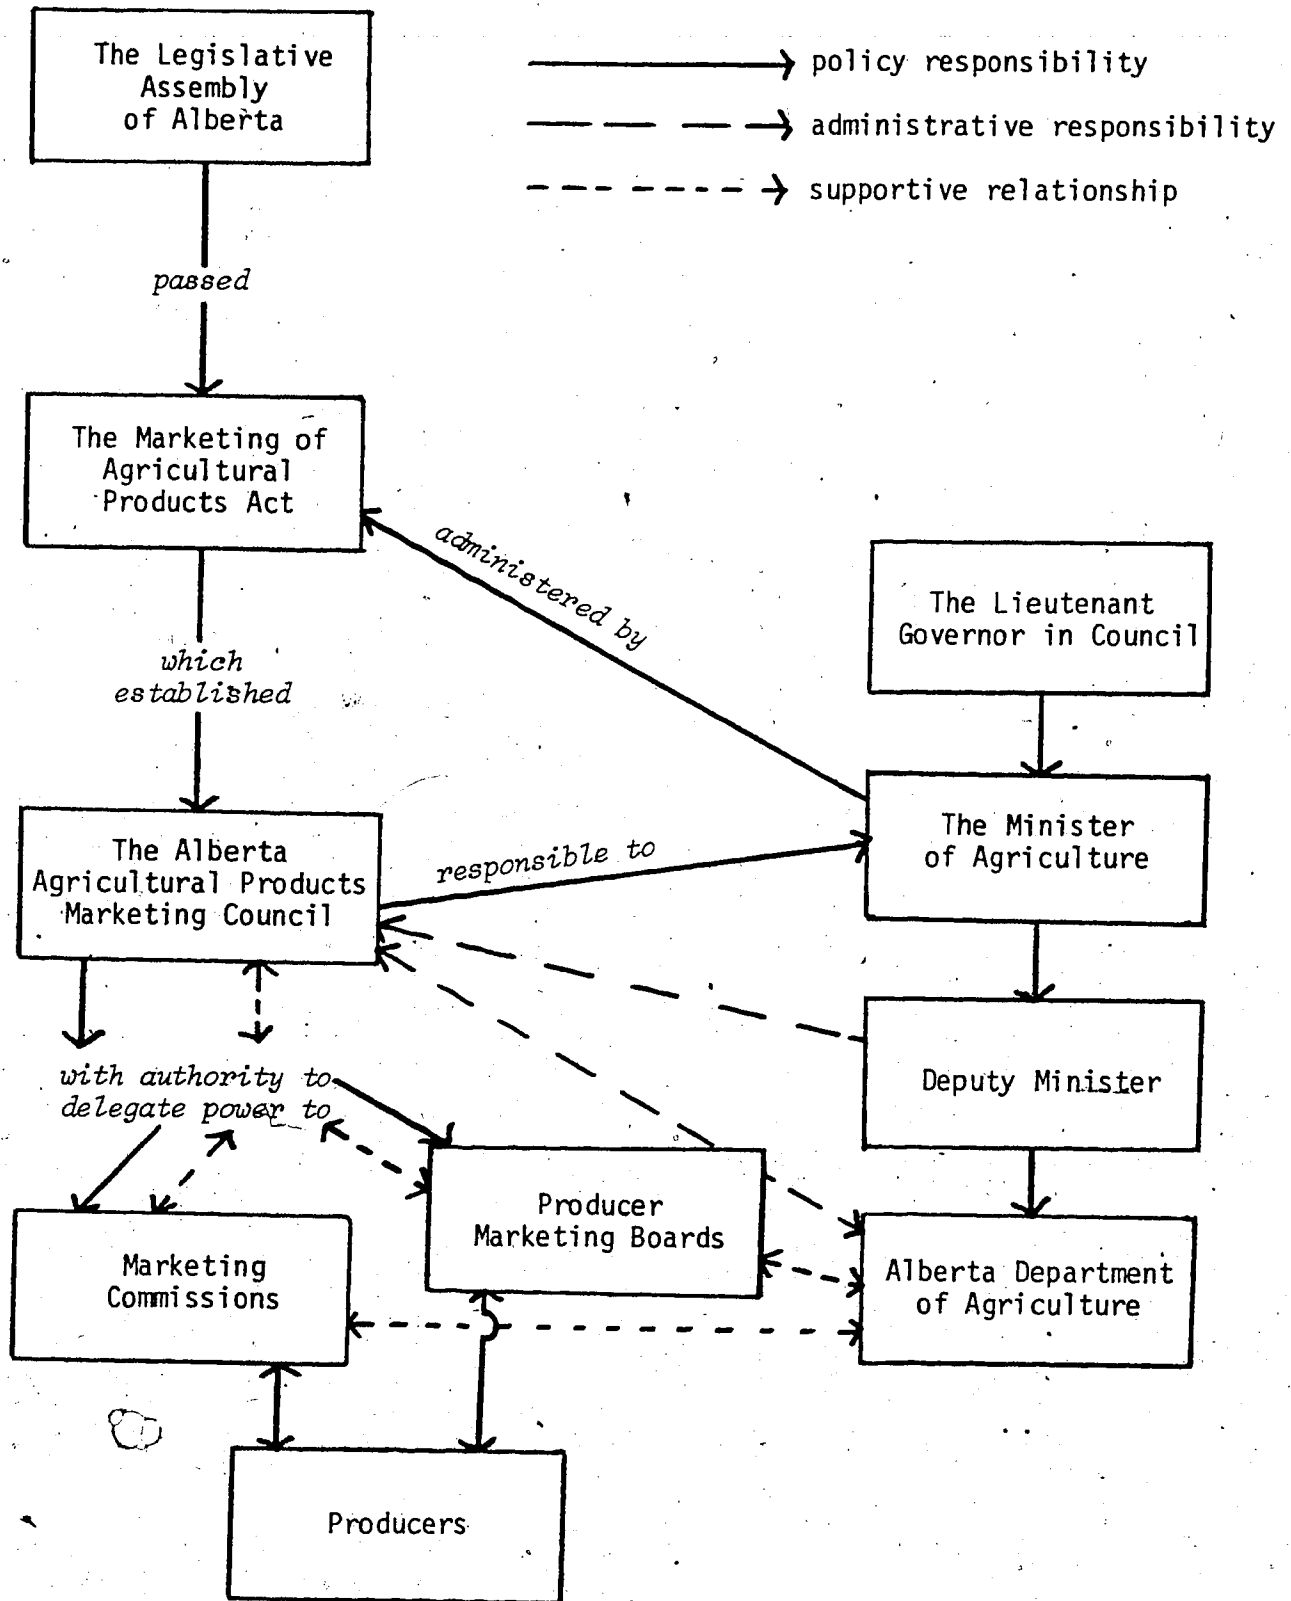 The Legislative
Assembly
of Alberta
policy responsibility
administrative responsibility
supportive relationship
passed
The Marketing of
Agricultural
Products Act
administered by
The Lieutenant
Governor in Council
which
established
The Minister
of Agriculture
The Alberta
Agricultural Products
Marketing Council
responsible to
Deputy Minister
with authority to
delegate power to
Producer
Marketing Boards
Marketing
Commissions
Alberta Department
of Agriculture
Producers